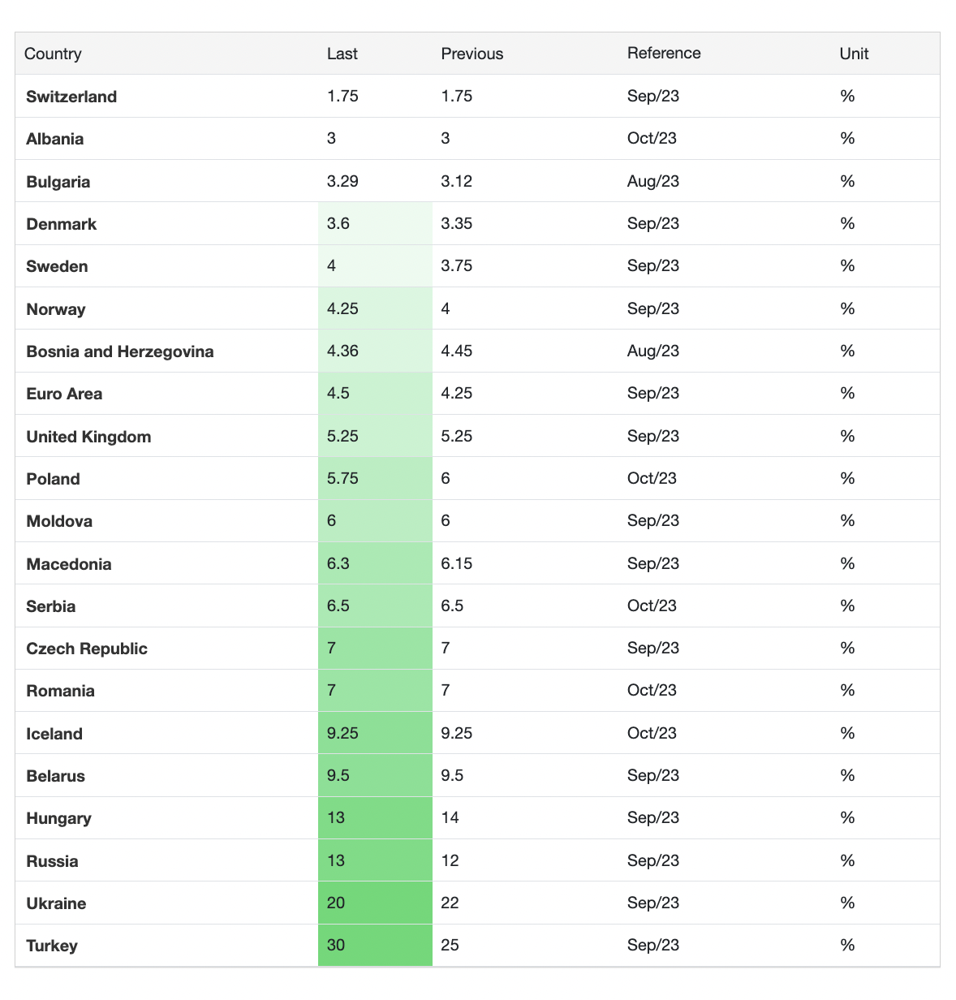 Country Last Previous Reference Unit
Switzerland 1.75 1.75 Sep/23 %
Albania 3 3 Oct/23 %
Bulgaria 3.29 3.12 Aug/23 %
Denmark 3.6 3.35 Sep/23 %
Sweden 4 3.75 Sep/23 %
Norway 4.25 4 Sep/23 %
Bosnia and Herzegovina 4.36 4.45 Aug/23 %
Euro Area 4.5 4.25 Sep/23 %
United Kingdom 5.25 5.25 Sep/23 %
Poland 5.75 6 Oct/23 %
Moldova 6 6 Sep/23 %
Macedonia 6.3 6.15 Sep/23 %
Serbia 6.5 6.5 Oct/23 %
Czech Republic 7 7 Sep/23 %
Romania 7 7 Oct/23 %
Iceland 9.25 9.25 Oct/23 %
Belarus 9.5 9.5 Sep/23 %
Hungary 13 14 Sep/23 %
Russia 13 12 Sep/23 %
Ukraine 20 22 Sep/23 %
Turkey 30 25 Sep/23 %